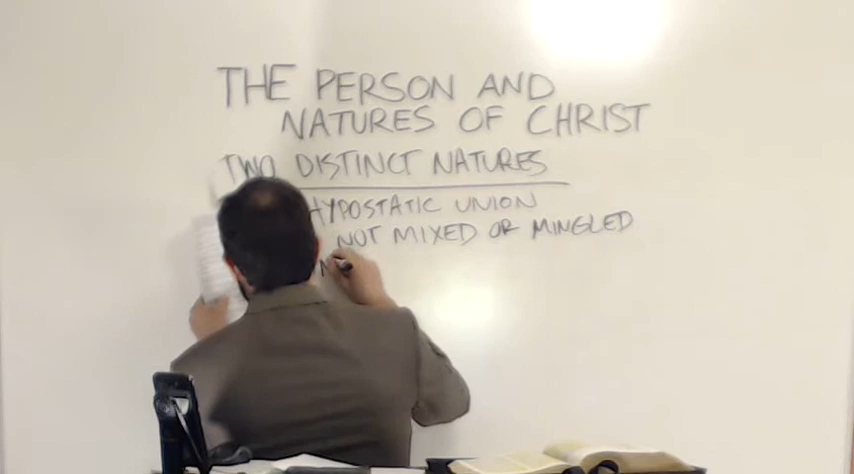 THE PERSON AND
NATURES OF CHRIST
TWO DISTINCT NATURES
HYPOSTATIC UNION
NOT MIXED OR MINGLED